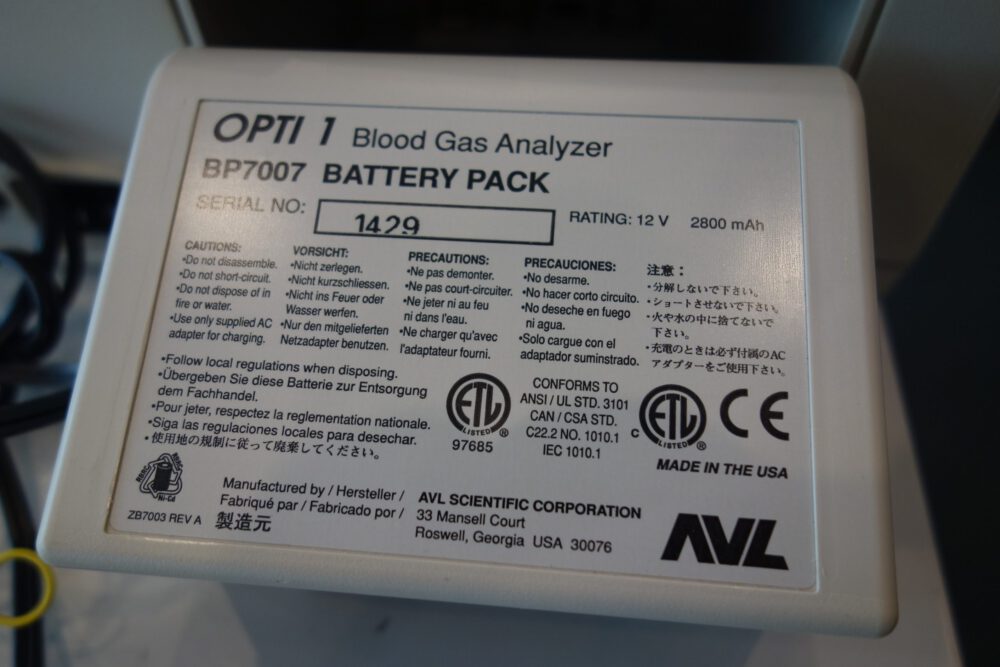 OPTI 1 Blood Gas Analyzer
BP7007 BATTERY PACK
SERIAL NO: 1429
RATING: 12 V 2800 mAh
CAUTIONS:
•Do not disassemble.
•Do not short-circuit.
•Do not dispose of in
fire or water.
•Use only supplied AC
adapter for charging.
VORSICHT:
•Nicht zerlegen.
•Nicht kurzschliessen.
•Nicht ins Feuer oder
Wasser werfen.
•Nur den mitgelieferten
Netzadapter benutzen.
PRECAUTIONS:
•Ne pas demonter.
•Ne pas court-circuiter.
•Ne jeter ni au feu
ni dans l'eau.
•Ne charger qu'avec
l'adaptateur fourni.
PRECAUCIONES:
•No desarme.
•No hacer corto circuito.
•No deseche en fuego
ni agua.
•Solo cargue con el
adaptador suministrado.
注意：
・分解しないで下さい。
・ショートさせないで下さい。
・火や水の中に捨てないで
下さい。
・充電のときは必ず付属のAC
アダプターをご使用下さい。
•Follow local regulations when disposing.
•Übergeben Sie diese Batterie zur Entsorgung
dem Fachhandel.
•Pour jeter, respectez la reglementation nationale.
•Siga las regulaciones locales para desechar.
・使用地の規制に従って廃棄してください。
ETL
LISTED
®
97685
CONFORMS TO
ANSI / UL STD. 3101
CAN / CSA STD.
C22.2 NO. 1010.1
IEC 1010.1
c ETL
LISTED
®
CE
MADE IN THE USA
RBRC
Ni-Cd
ZB7003 REV A
Manufactured by / Hersteller /
Fabriqué par / Fabricado por /
製造元
AVL SCIENTIFIC CORPORATION
33 Mansell Court
Roswell, Georgia USA 30076
AVL